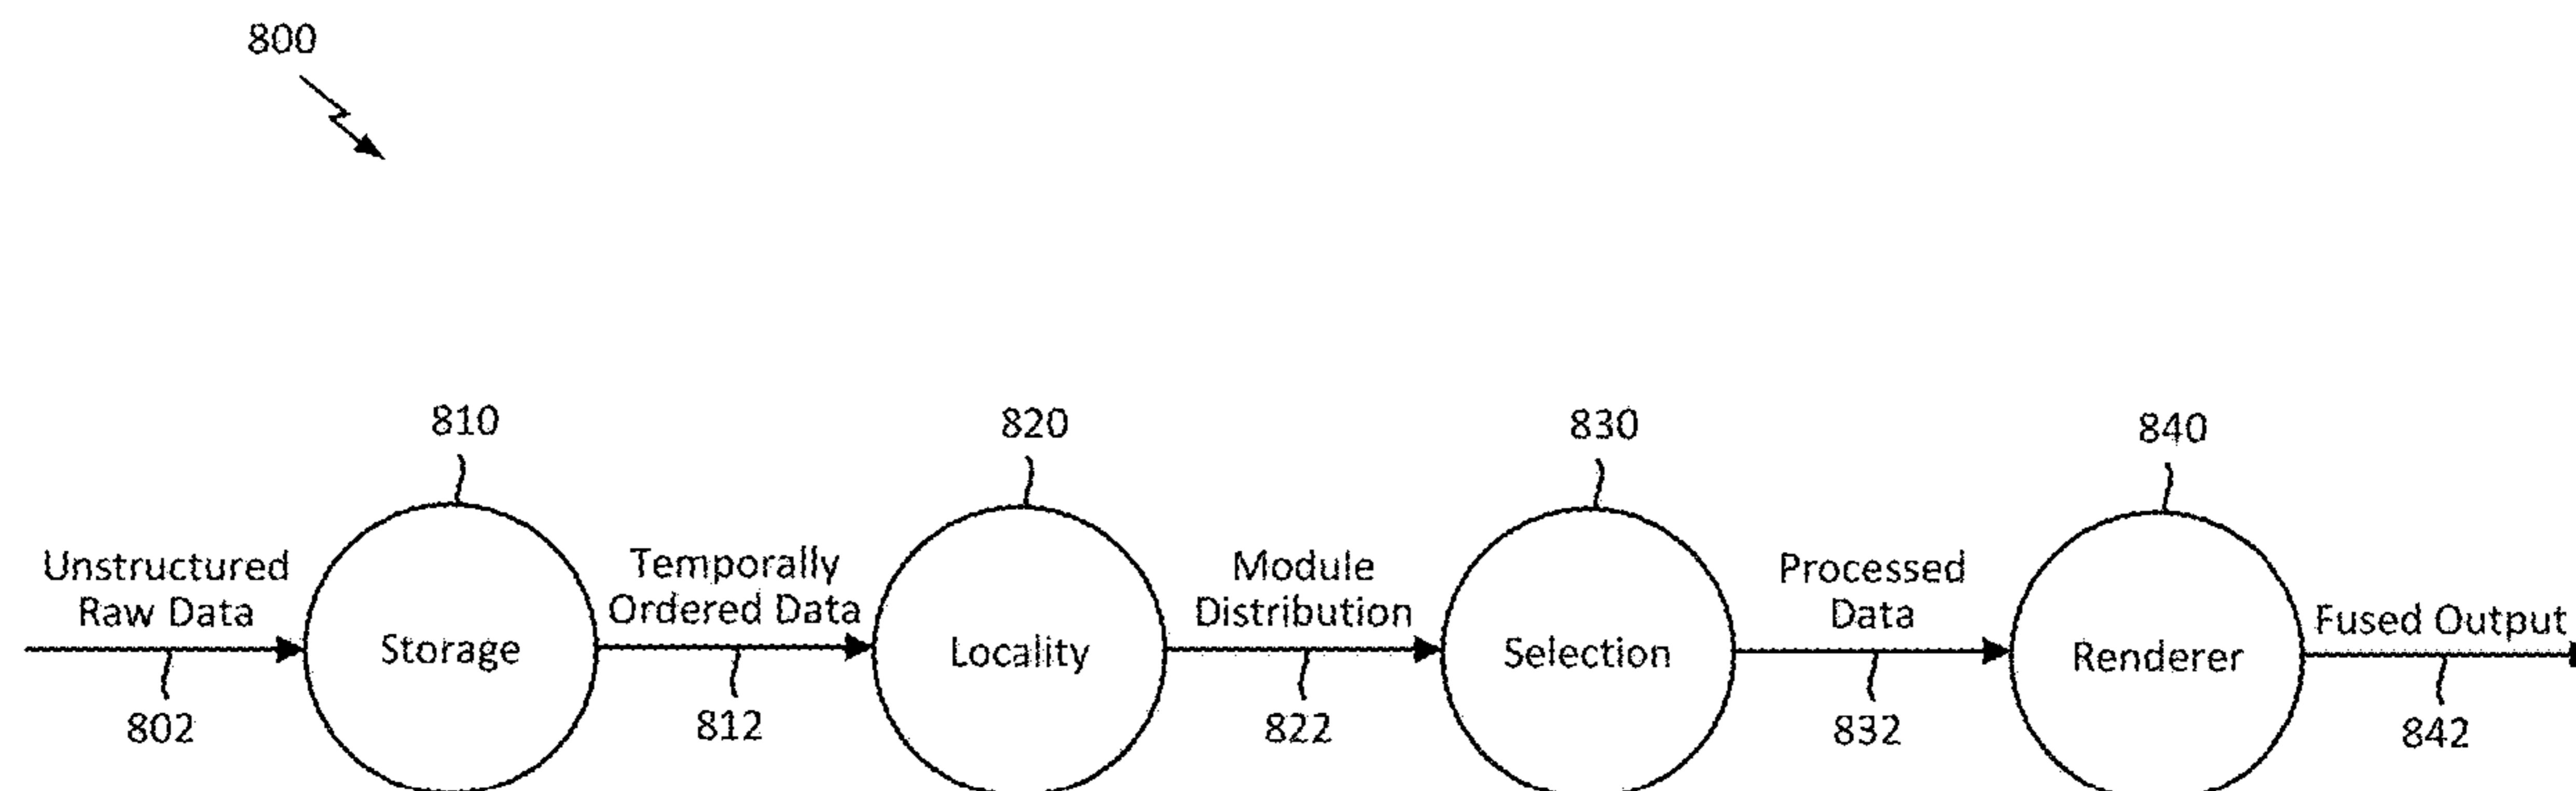 800
810
820
830
840
Unstructured
Raw Data
Temporally
Ordered Data
Module
Distribution
Processed
Data
Fused Output
Storage
Locality
Selection
Renderer
802
812
822
832
842